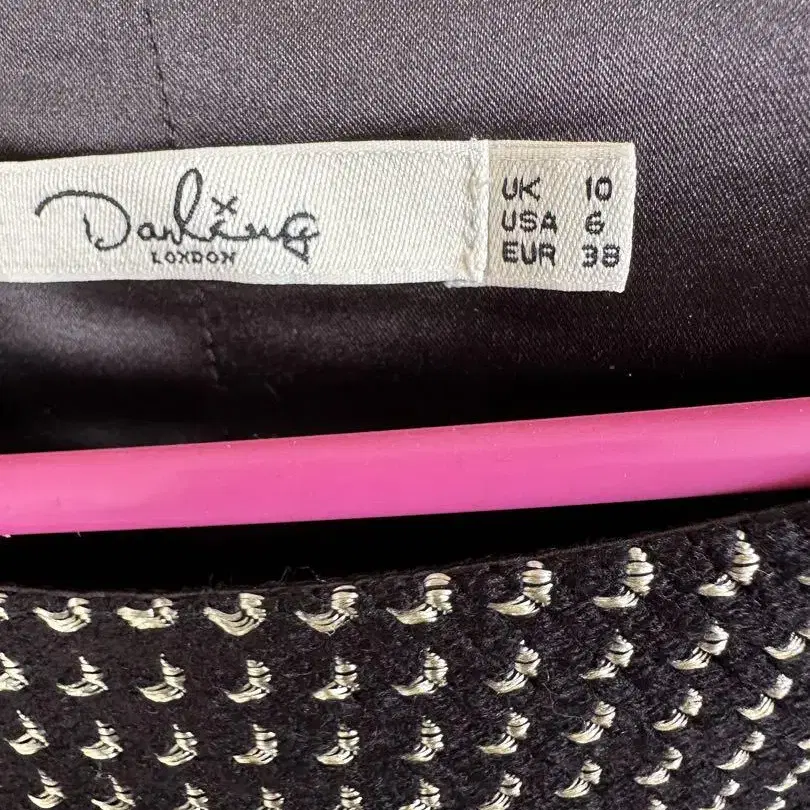 Darling
LONDON
UK 10
USA 6
EUR 38